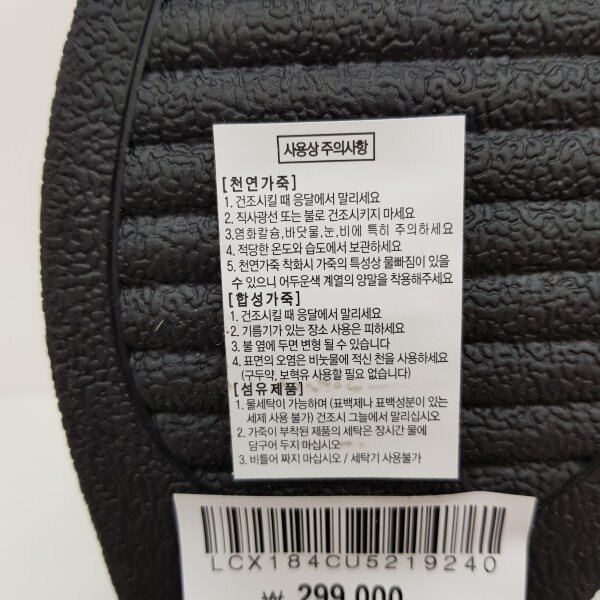 사용상 주의사항
[천연가죽]
1. 건조시킬 때 응달에서 말리세요
2. 직사광선 또는 불로 건조시키지 마세요
3.염화칼슘,바닷물,눈,비에 특히 주의하세요
4. 적당한 온도와 습도에서 보관하세요
5. 천연가죽 착화시 가죽의 특성상 물빠짐이 있을
수 있으니 어두운색 계열의 양말을 착용해주세요
[합성가죽]
1. 건조시킬 때 응달에서 말리세요
2. 기름기가 있는 장소 사용은 피하세요
3. 불 옆에 두면 변형 될 수 있습니다
4. 표면의 오염은 비눗물에 적신 천을 사용하세요
(구두약, 보혁유 사용할 필요 없습니다)
[섬유제품]
1. 물세탁이 가능하며 (표백제나 표백성분이 있는
세제 사용 불가) 건조시 그늘에서 말리십시오
2. 가죽이 부착된 제품의 세탁은 장시간 물에
담구어 두지 마십시오
3. 비틀어 짜지 마십시오 / 세탁기 사용불가
LCX184CU5219240
₩ 299,000